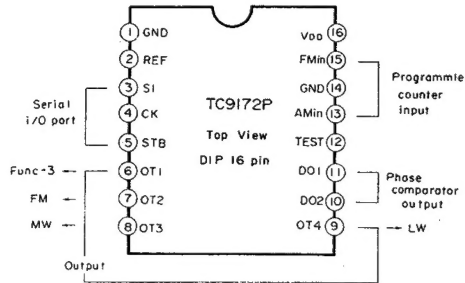 1 GND
2 REF
3 SI
4 CK
5 STB
6 OT1
7 OT2
8 OT3
Serial
i/O port
Func-3
FM
MW
Output
TC9172P
Top View
DIP 16 pin
VDD 16
FMin 15
GND 14
AMin 13
TEST 12
DO1 11
DO2 10
OT4 9
Programmle
counter
input
Phase
comparator
output
LW